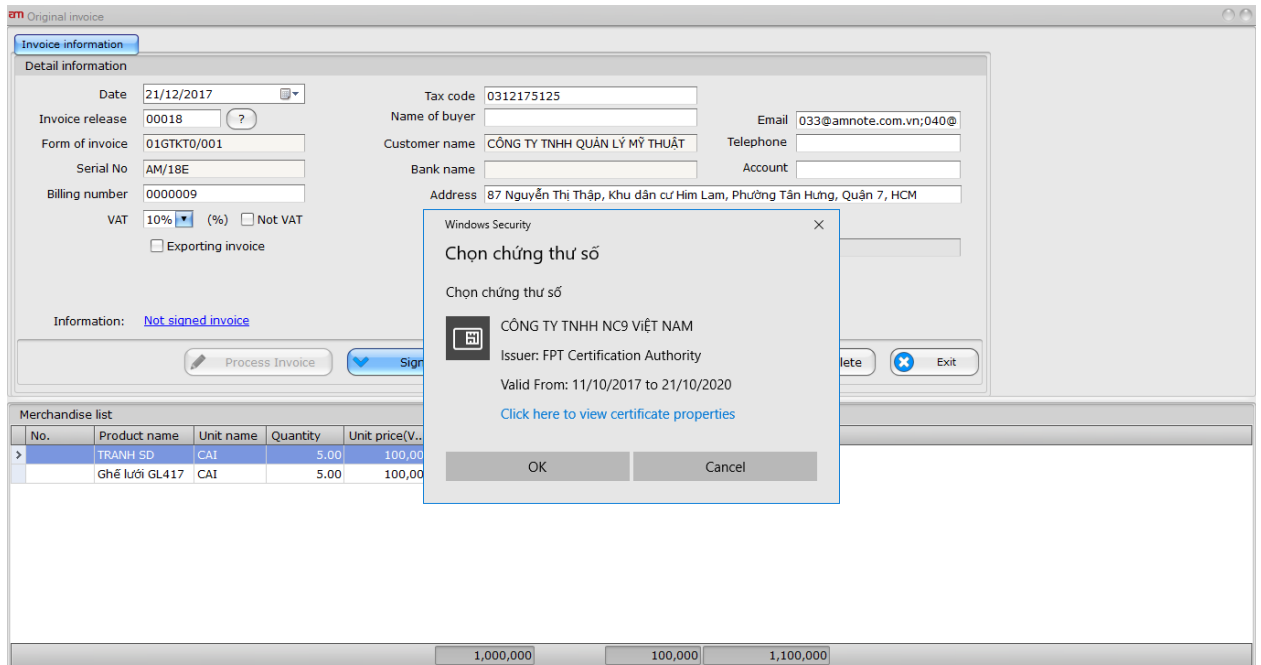 am Original invoice
Invoice information
Detail information
Date 21/12/2017
Tax code 0312175125
Invoice release 00018 ?
Name of buyer
Email 033@amnote.com.vn;040@
Form of invoice 01GTKT0/001
Customer name CÔNG TY TNHH QUẢN LÝ MỸ THUẬT
Telephone
Serial No AM/18E
Bank name
Account
Billing number 0000009
Address 87 Nguyễn Thị Thập, Khu dân cư Him Lam, Phường Tân Hưng, Quận 7, HCM
VAT 10% (%) Not VAT
Exporting invoice
Information: Not signed invoice
Process Invoice
Sign
lete
Exit
Windows Security
Chọn chứng thư số
Chọn chứng thư số
CÔNG TY TNHH NC9 ViỆT NAM
Issuer: FPT Certification Authority
Valid From: 11/10/2017 to 21/10/2020
Click here to view certificate properties
OK Cancel
Merchandise list
No. Product name Unit name Quantity Unit price(V..
TRANH SD CAI 5.00 100,00
Ghế lưới GL417 CAI 5.00 100,00
1,000,000 100,000 1,100,000